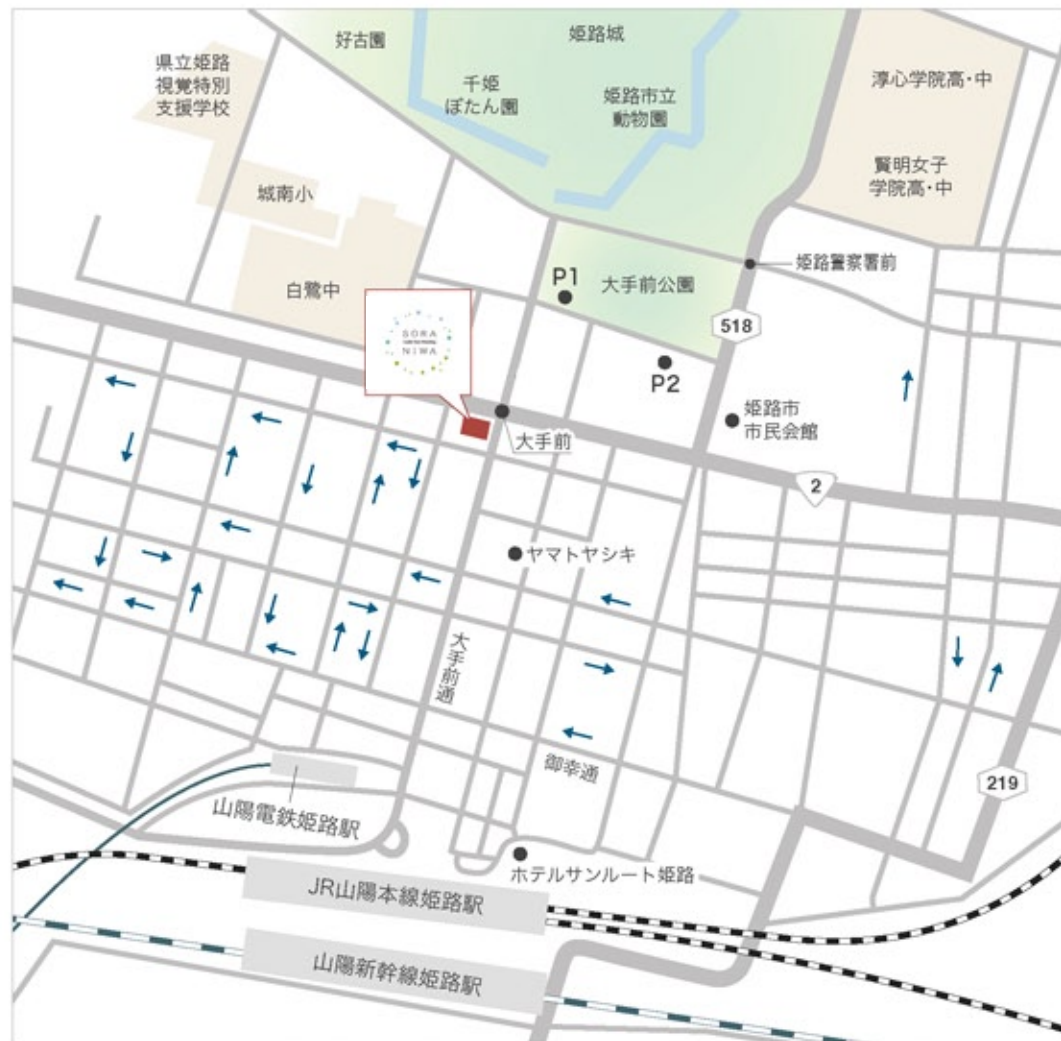 好古園
姫路城
県立姫路
視覚特別
支援学校
千姫
ぼたん園
姫路市立
動物園
淳心学院高・中
賢明女子
学院高・中
城南小
白鷺中
P1
大手前公園
姫路警察署前
SORA
NIWA
518
P2
姫路市
市民会館
大手前
2
ヤマトヤシキ
大手前通
御幸通
219
山陽電鉄姫路駅
ホテルサンルート姫路
JR山陽本線姫路駅
山陽新幹線姫路駅